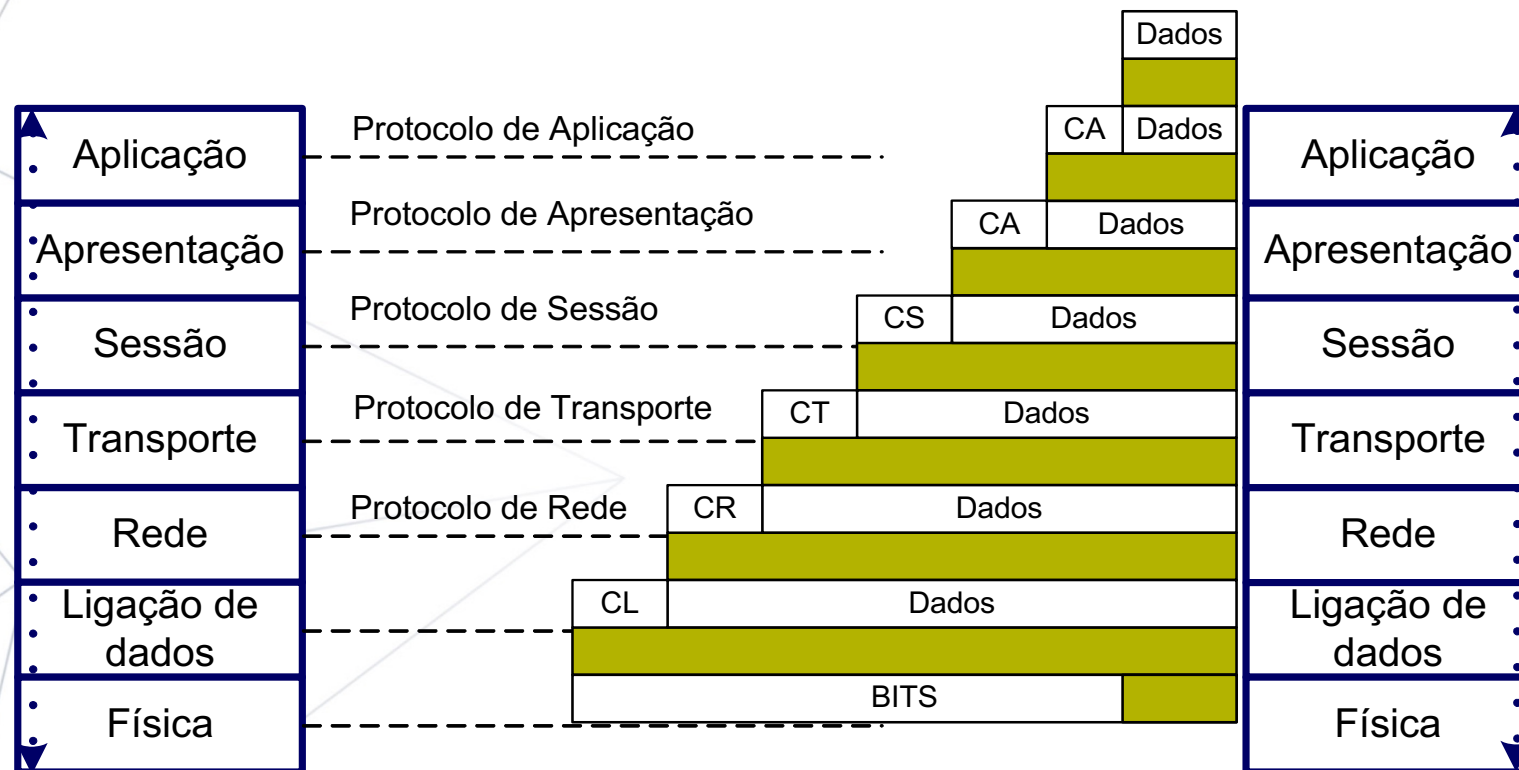 Dados
Aplicação
Protocolo de Aplicação
CA
Dados
Aplicação
Apresentação
Protocolo de Apresentação
CA
Dados
Apresentação
Sessão
Protocolo de Sessão
CS
Dados
Sessão
Transporte
Protocolo de Transporte
CT
Dados
Transporte
Rede
Protocolo de Rede
CR
Dados
Rede
Ligação de
dados
CL
Dados
Ligação de
dados
Física
BITS
Física